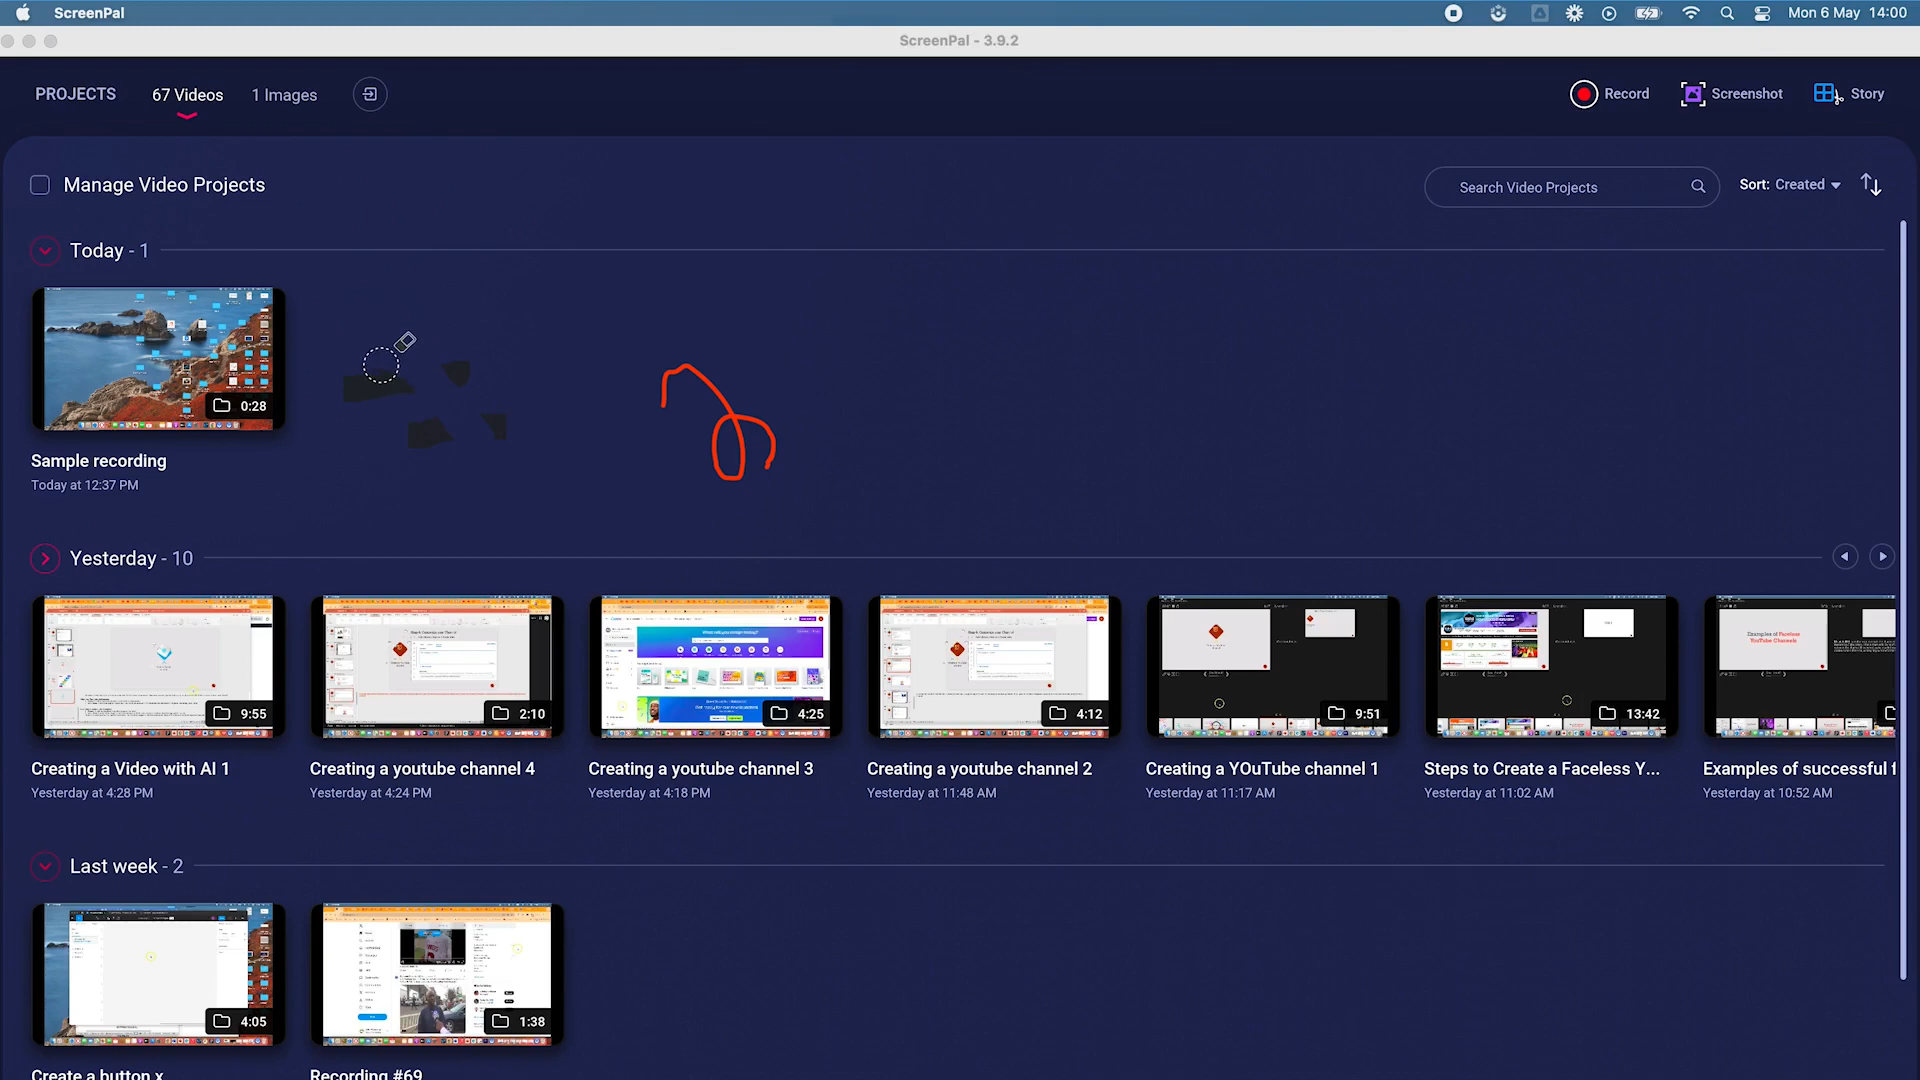 ScreenPal
Mon 6 May 14:00
ScreenPal - 3.9.2
PROJECTS
67 Videos
1 Images
Record
Screenshot
Story
Manage Video Projects
Search Video Projects
Sort: Created
Today - 1
0:28
Sample recording
Today at 12:37 PM
Yesterday - 10
9:55
2:10
4:25
4:12
9:51
13:42
Examples of Faceless
YouTube Channels
Creating a Video with AI 1
Creating a youtube channel 4
Creating a youtube channel 3
Creating a youtube channel 2
Creating a YOuTube channel 1
Steps to Create a Faceless Y...
Examples of successful f
Yesterday at 4:28 PM
Yesterday at 4:24 PM
Yesterday at 4:18 PM
Yesterday at 11:48 AM
Yesterday at 11:17 AM
Yesterday at 11:02 AM
Yesterday at 10:52 AM
Last week - 2
4:05
1:38
Create a button x
Recording #69